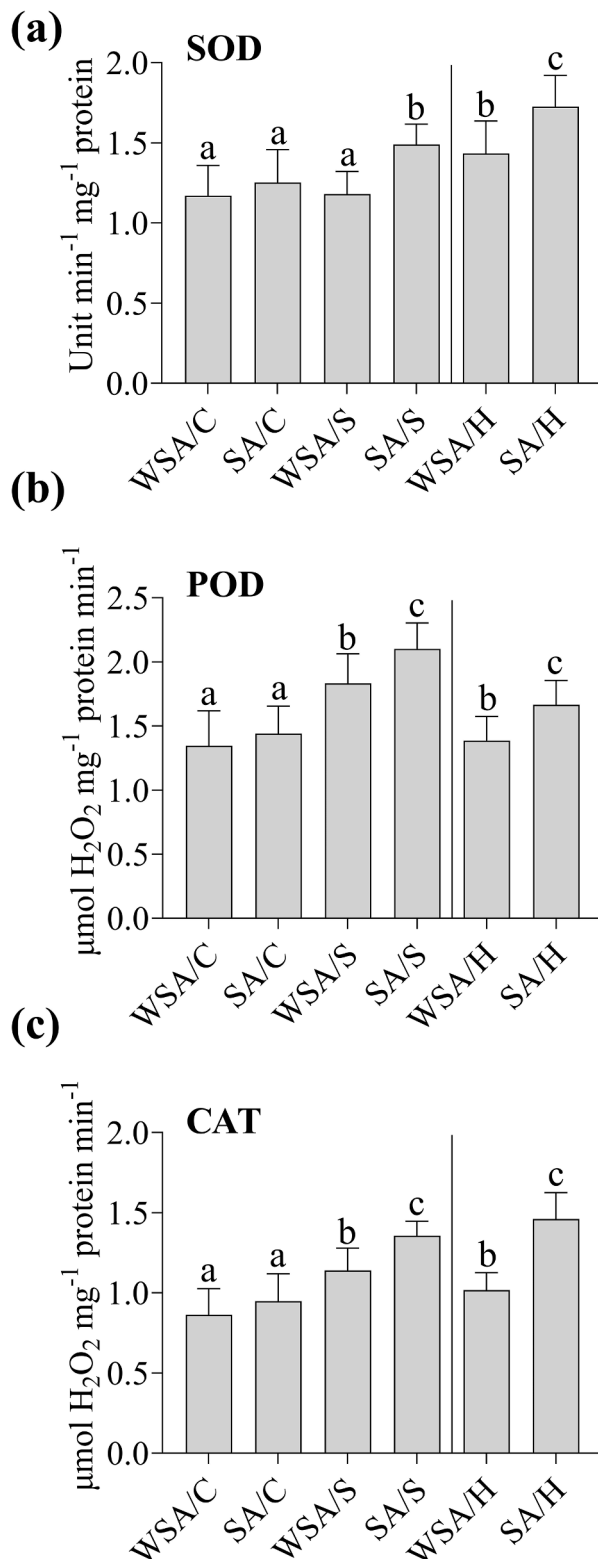 (a)
SOD
Unit min⁻¹ mg⁻¹ protein
2.0
1.5
1.0
0.5
0.0
a
a
a
b
b
c
WSA/C
SA/C
WSA/S
SA/S
WSA/H
SA/H
(b)
POD
µmol H₂O₂ mg⁻¹ protein min⁻¹
2.5
2.0
1.5
1.0
0.5
0.0
a
a
b
c
b
c
WSA/C
SA/C
WSA/S
SA/S
WSA/H
SA/H
(c)
CAT
µmol H₂O₂ mg⁻¹ protein min⁻¹
2.0
1.5
1.0
0.5
0.0
a
a
b
c
b
c
WSA/C
SA/C
WSA/S
SA/S
WSA/H
SA/H